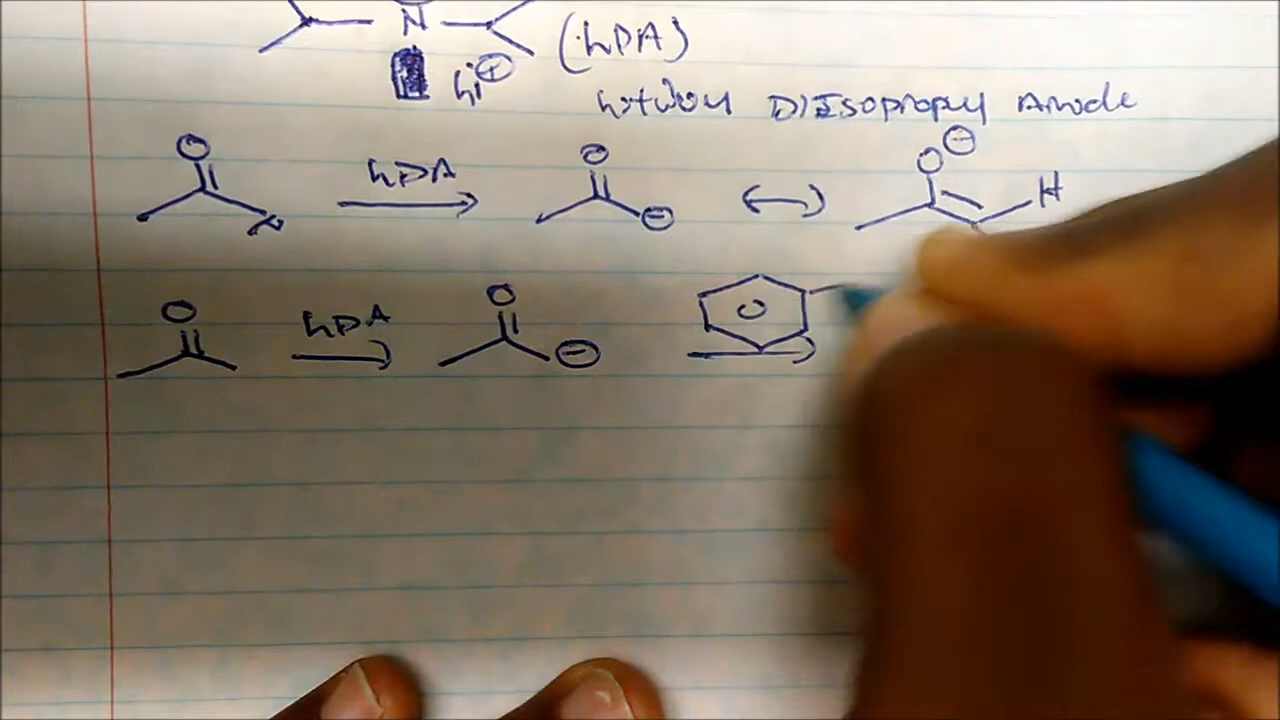 N (LDA)
Li⊕
Lithium DiIsopropyl Amide
O LDA O ↔ O⊖ H
⊖
O LDA O ⊖